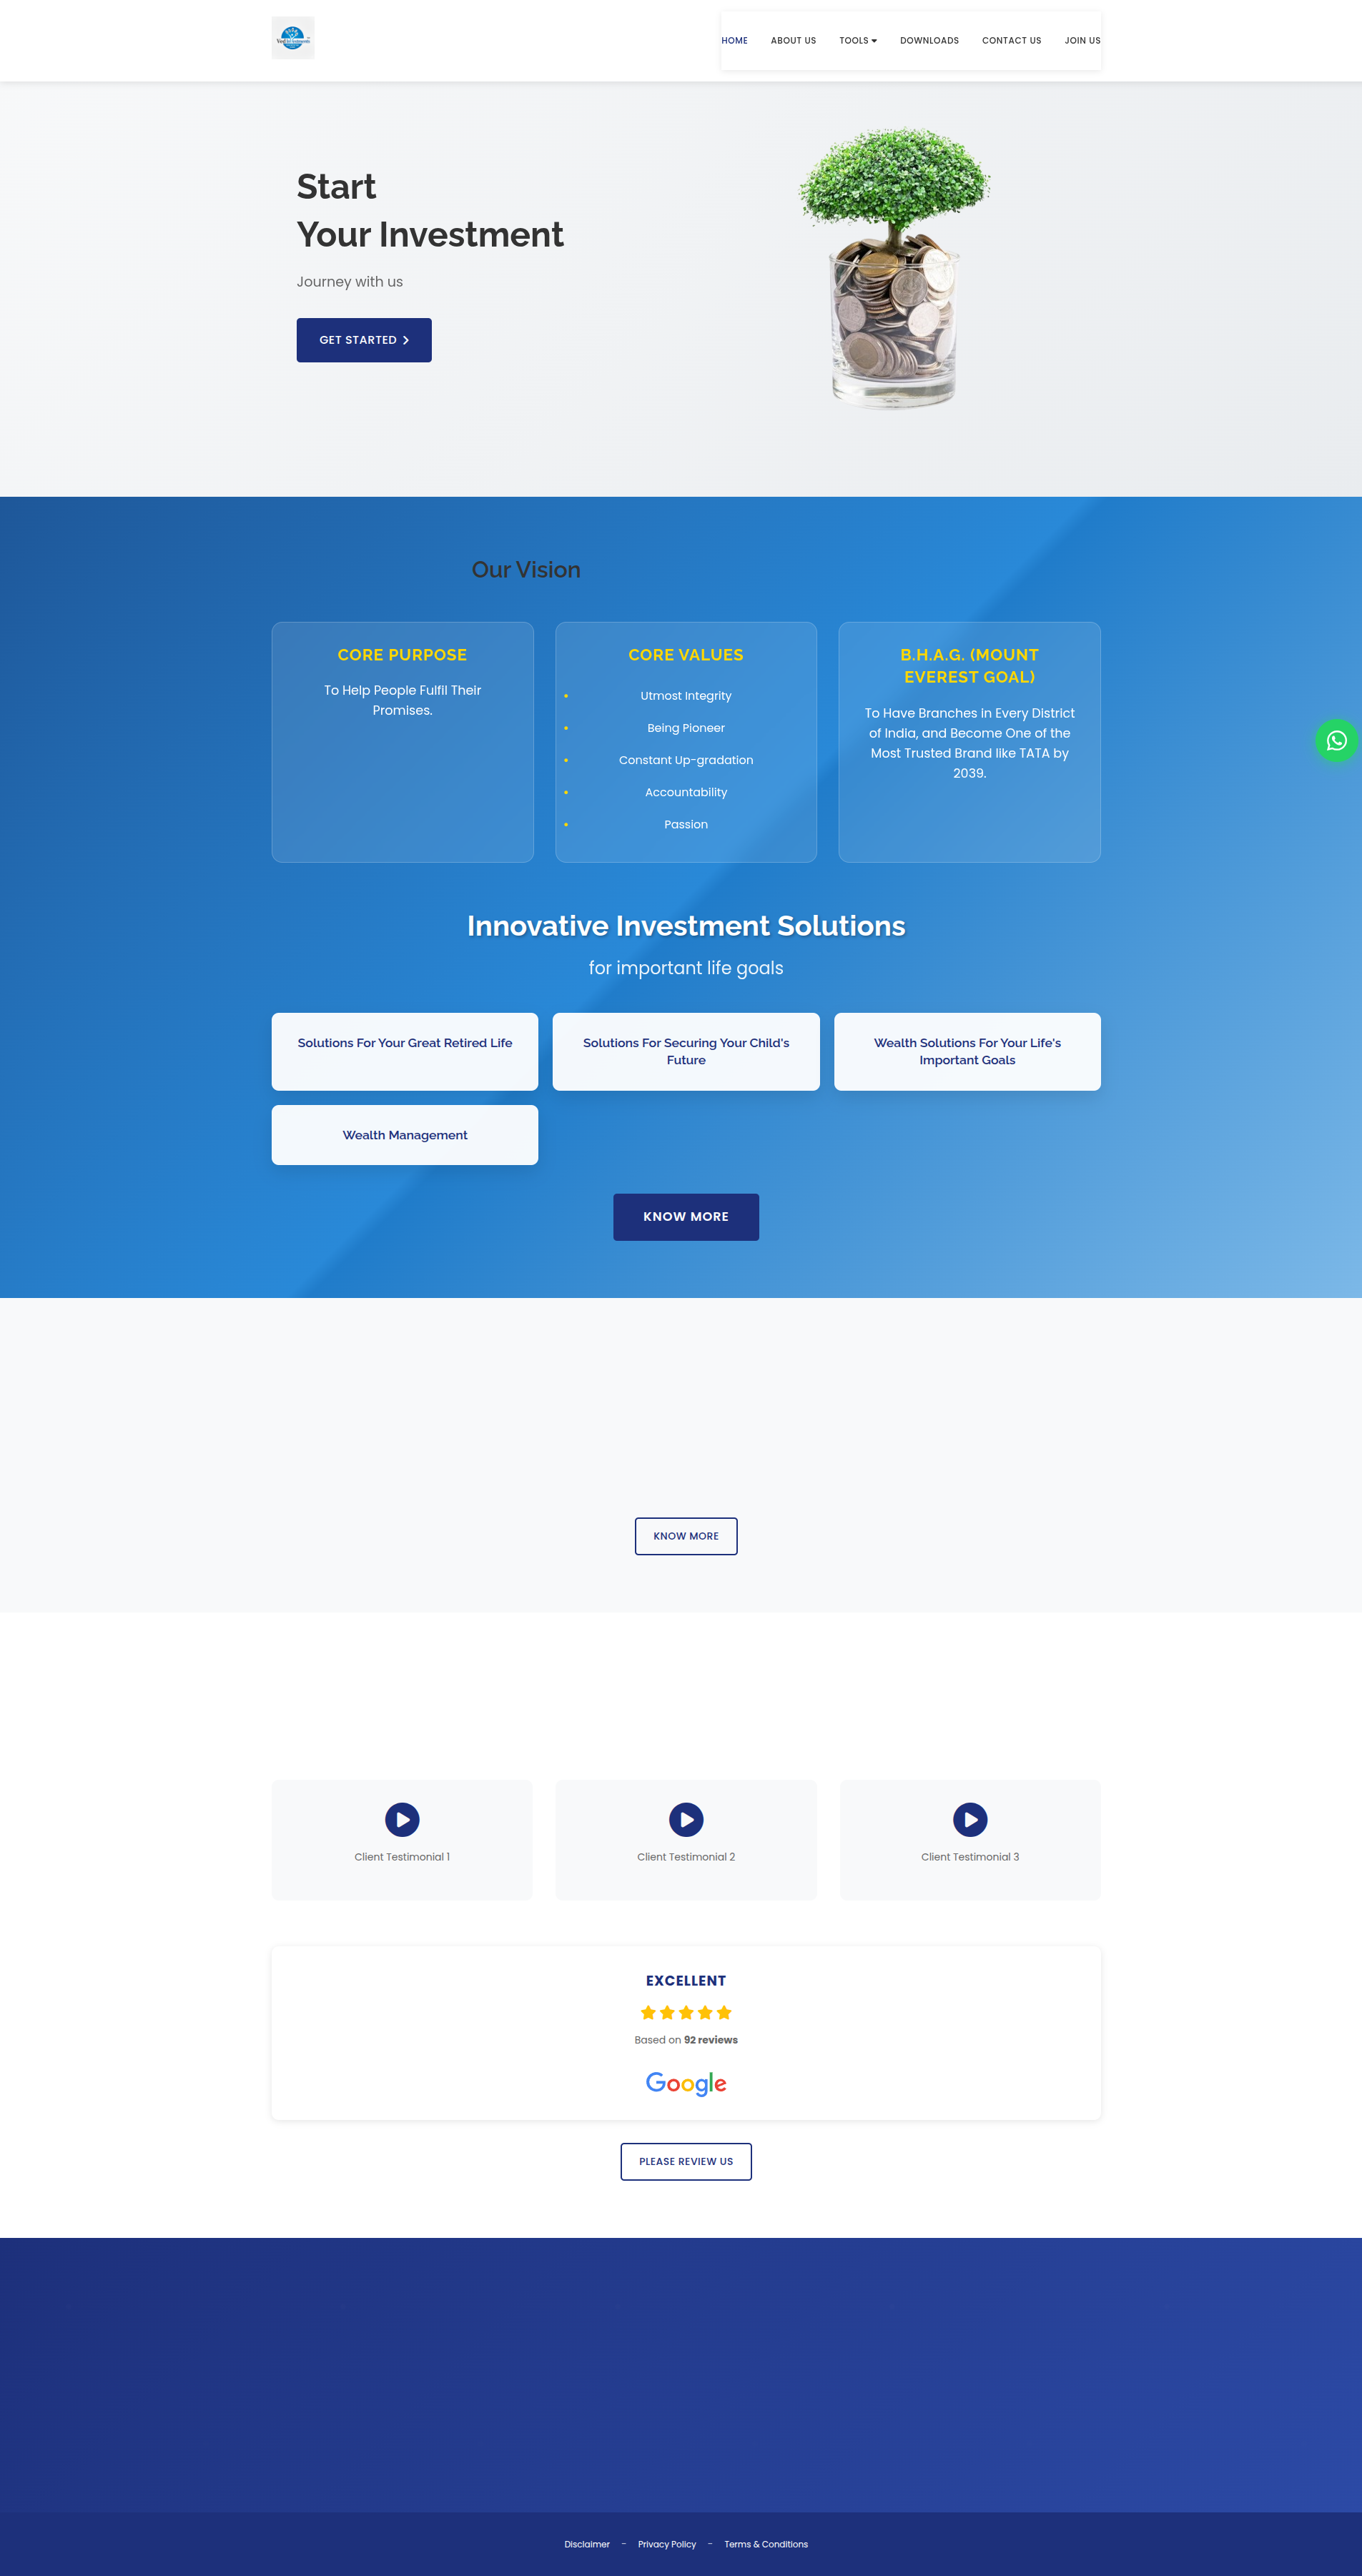 HOME
ABOUT US
TOOLS
DOWNLOADS
CONTACT US
JOIN US
Start
Your Investment
Journey with us
GET STARTED
Our Vision
CORE PURPOSE
To Help People Fulfil Their
Promises.
CORE VALUES
• Utmost Integrity
• Being Pioneer
• Constant Up-gradation
• Accountability
• Passion
B.H.A.G. (MOUNT
EVEREST GOAL)
To Have Branches in Every District
of India, and Become One of the
Most Trusted Brand like TATA by
2039.
Innovative Investment Solutions
for important life goals
Solutions For Your Great Retired Life
Solutions For Securing Your Child's
Future
Wealth Solutions For Your Life's
Important Goals
Wealth Management
KNOW MORE
KNOW MORE
Client Testimonial 1
Client Testimonial 2
Client Testimonial 3
EXCELLENT
Based on 92 reviews
Google
PLEASE REVIEW US
Disclaimer - Privacy Policy - Terms & Conditions